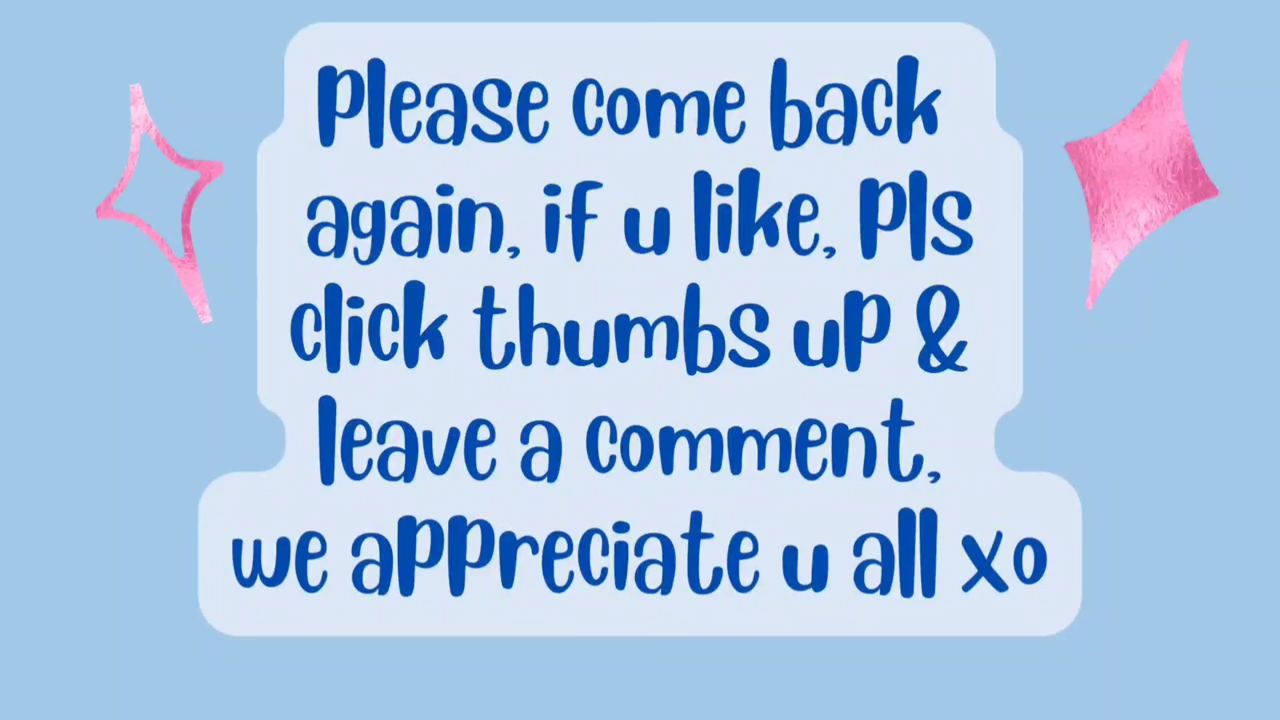 Please come back
again, if u like, Pls
click thumbs up &
leave a comment,
we appreciate u all xo